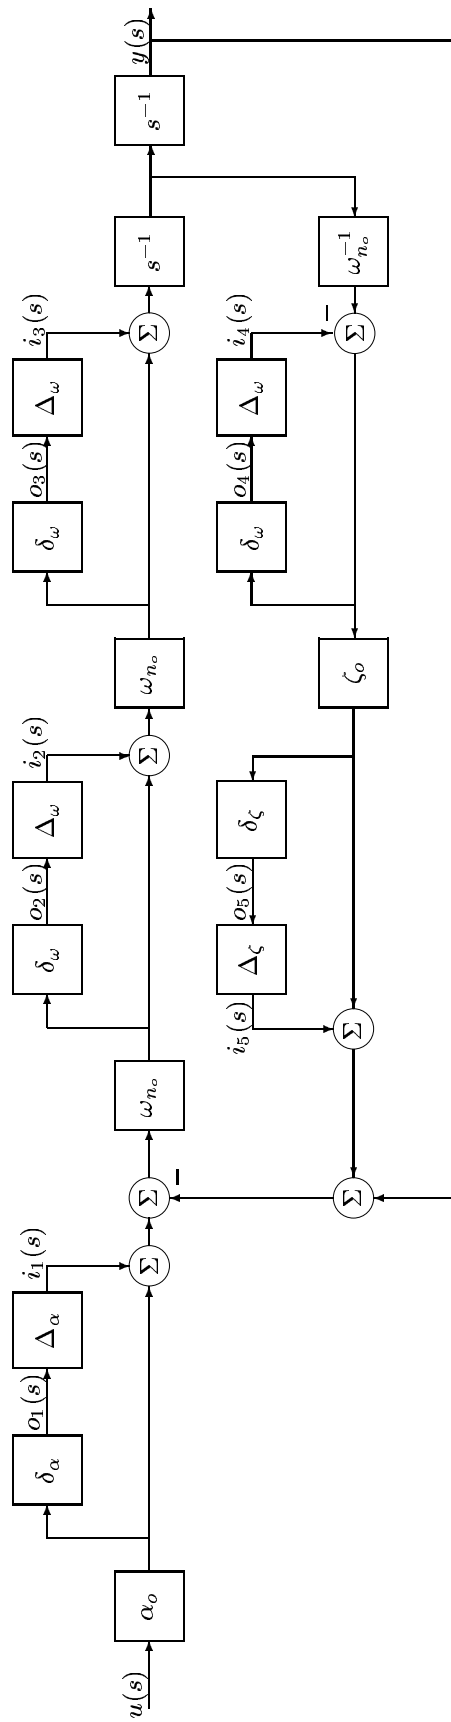 u(s)
α_o
δ_α
o_1(s)
Δ_α
i_1(s)
Σ
Σ
ω_{n_o}
δ_ω
o_2(s)
Δ_ω
i_2(s)
Σ
ω_{n_o}
δ_ω
o_3(s)
Δ_ω
i_3(s)
Σ
s^{-1}
s^{-1}
y(s)
ω_{n_o}^{-1}
−
Σ
i_4(s)
Δ_ω
o_4(s)
δ_ω
ζ_o
δ_ζ
o_5(s)
Δ_ζ
i_5(s)
Σ
Σ
−